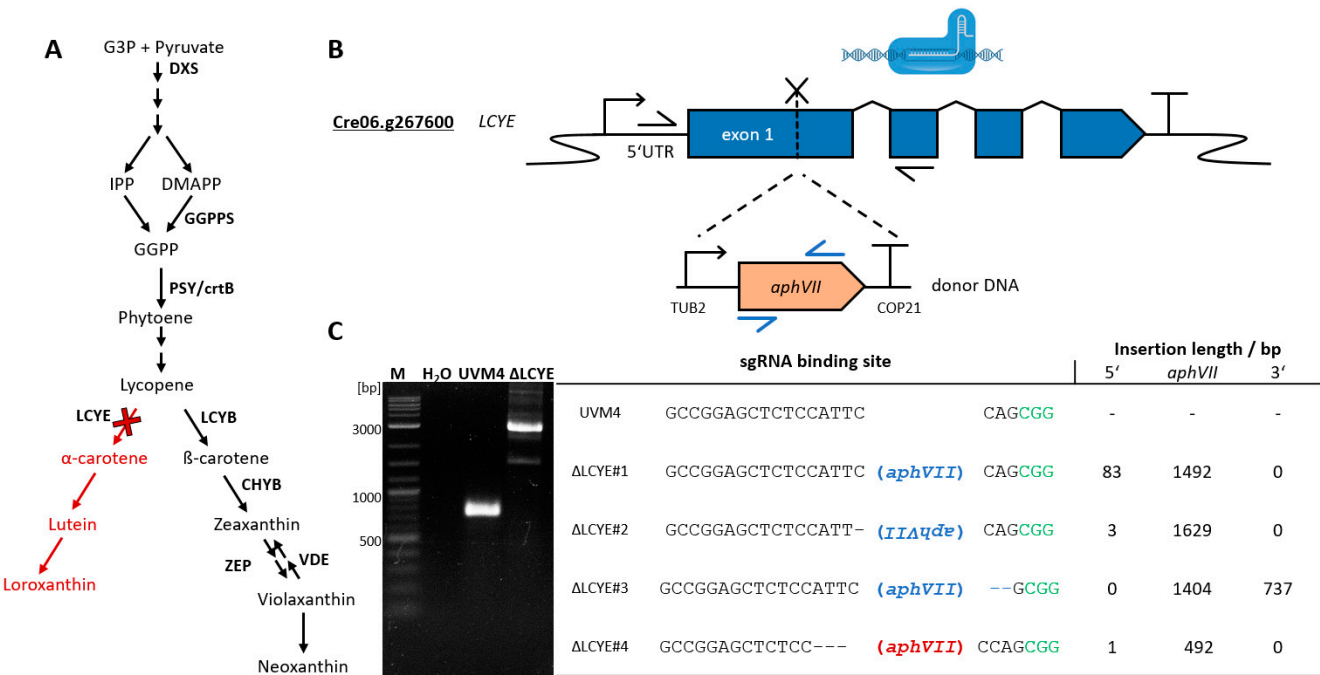 A
G3P + Pyruvate
DXS
IPP DMAPP
GGPPS
GGPP
PSY/crtB
Phytoene
Lycopene
LCYE LCYB
α-carotene ß-carotene
CHYB
Lutein Zeaxanthin
ZEP VDE
Loroxanthin Violaxanthin
Neoxanthin
B
Cre06.g267600 LCYE
exon 1
5‘UTR
aphVII
TUB2 COP21
donor DNA
C
M H2O UVM4 ΔLCYE
[bp]
3000
1000
500
sgRNA binding site Insertion length / bp
5‘ aphVII 3‘
UVM4 GCCGGAGCTCTCCATTC CAGCGG - - -
ΔLCYE#1 GCCGGAGCTCTCCATTC (aphVII) CAGCGG 83 1492 0
ΔLCYE#2 GCCGGAGCTCTCCATT- (aphVII) CAGCGG 3 1629 0
ΔLCYE#3 GCCGGAGCTCTCCATTC (aphVII) --GCGG 0 1404 737
ΔLCYE#4 GCCGGAGCTCTCC--- (aphVII) CCAGCGG 1 492 0